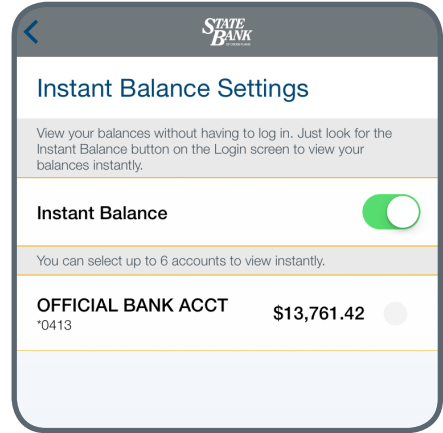 STATE
BANK
Instant Balance Settings
View your balances without having to log in. Just look for the
Instant Balance button on the Login screen to view your
balances instantly.
Instant Balance
You can select up to 6 accounts to view instantly.
OFFICIAL BANK ACCT
$13,761.42
*0413